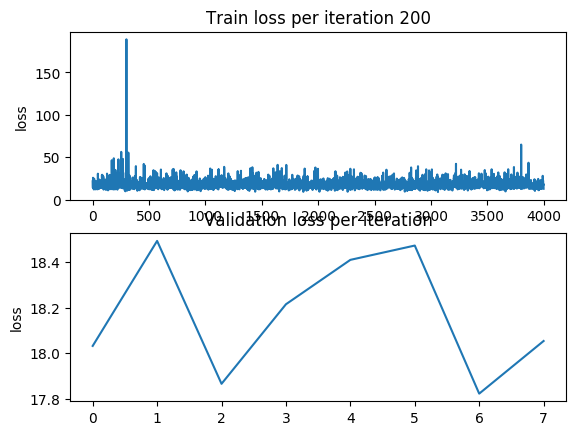 Train loss per iteration 200
150
100
50
0
loss
0 500 1000 1500 2000 2500 3000 3500 4000
Validation loss per iteration
18.4
18.2
18.0
17.8
loss
0 1 2 3 4 5 6 7